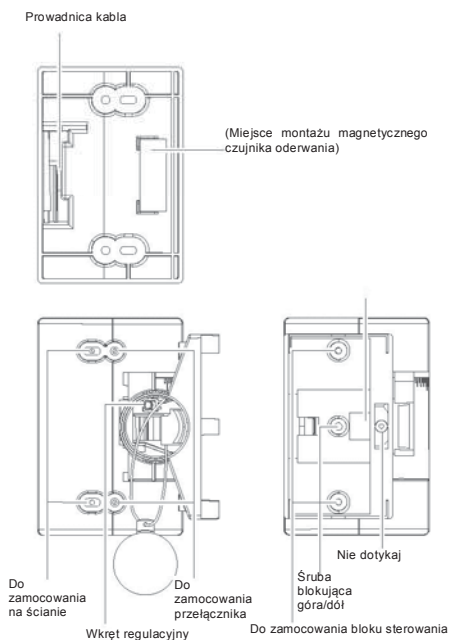 Prowadnica kabla
(Miejsce montażu magnetycznego
czujnika oderwania)
Do
zamocowania
na ścianie
Wkręt regulacyjny
Do
zamocowania
przełącznika
Śruba
blokująca
góra/dół
Nie dotykaj
Do zamocowania bloku sterowania